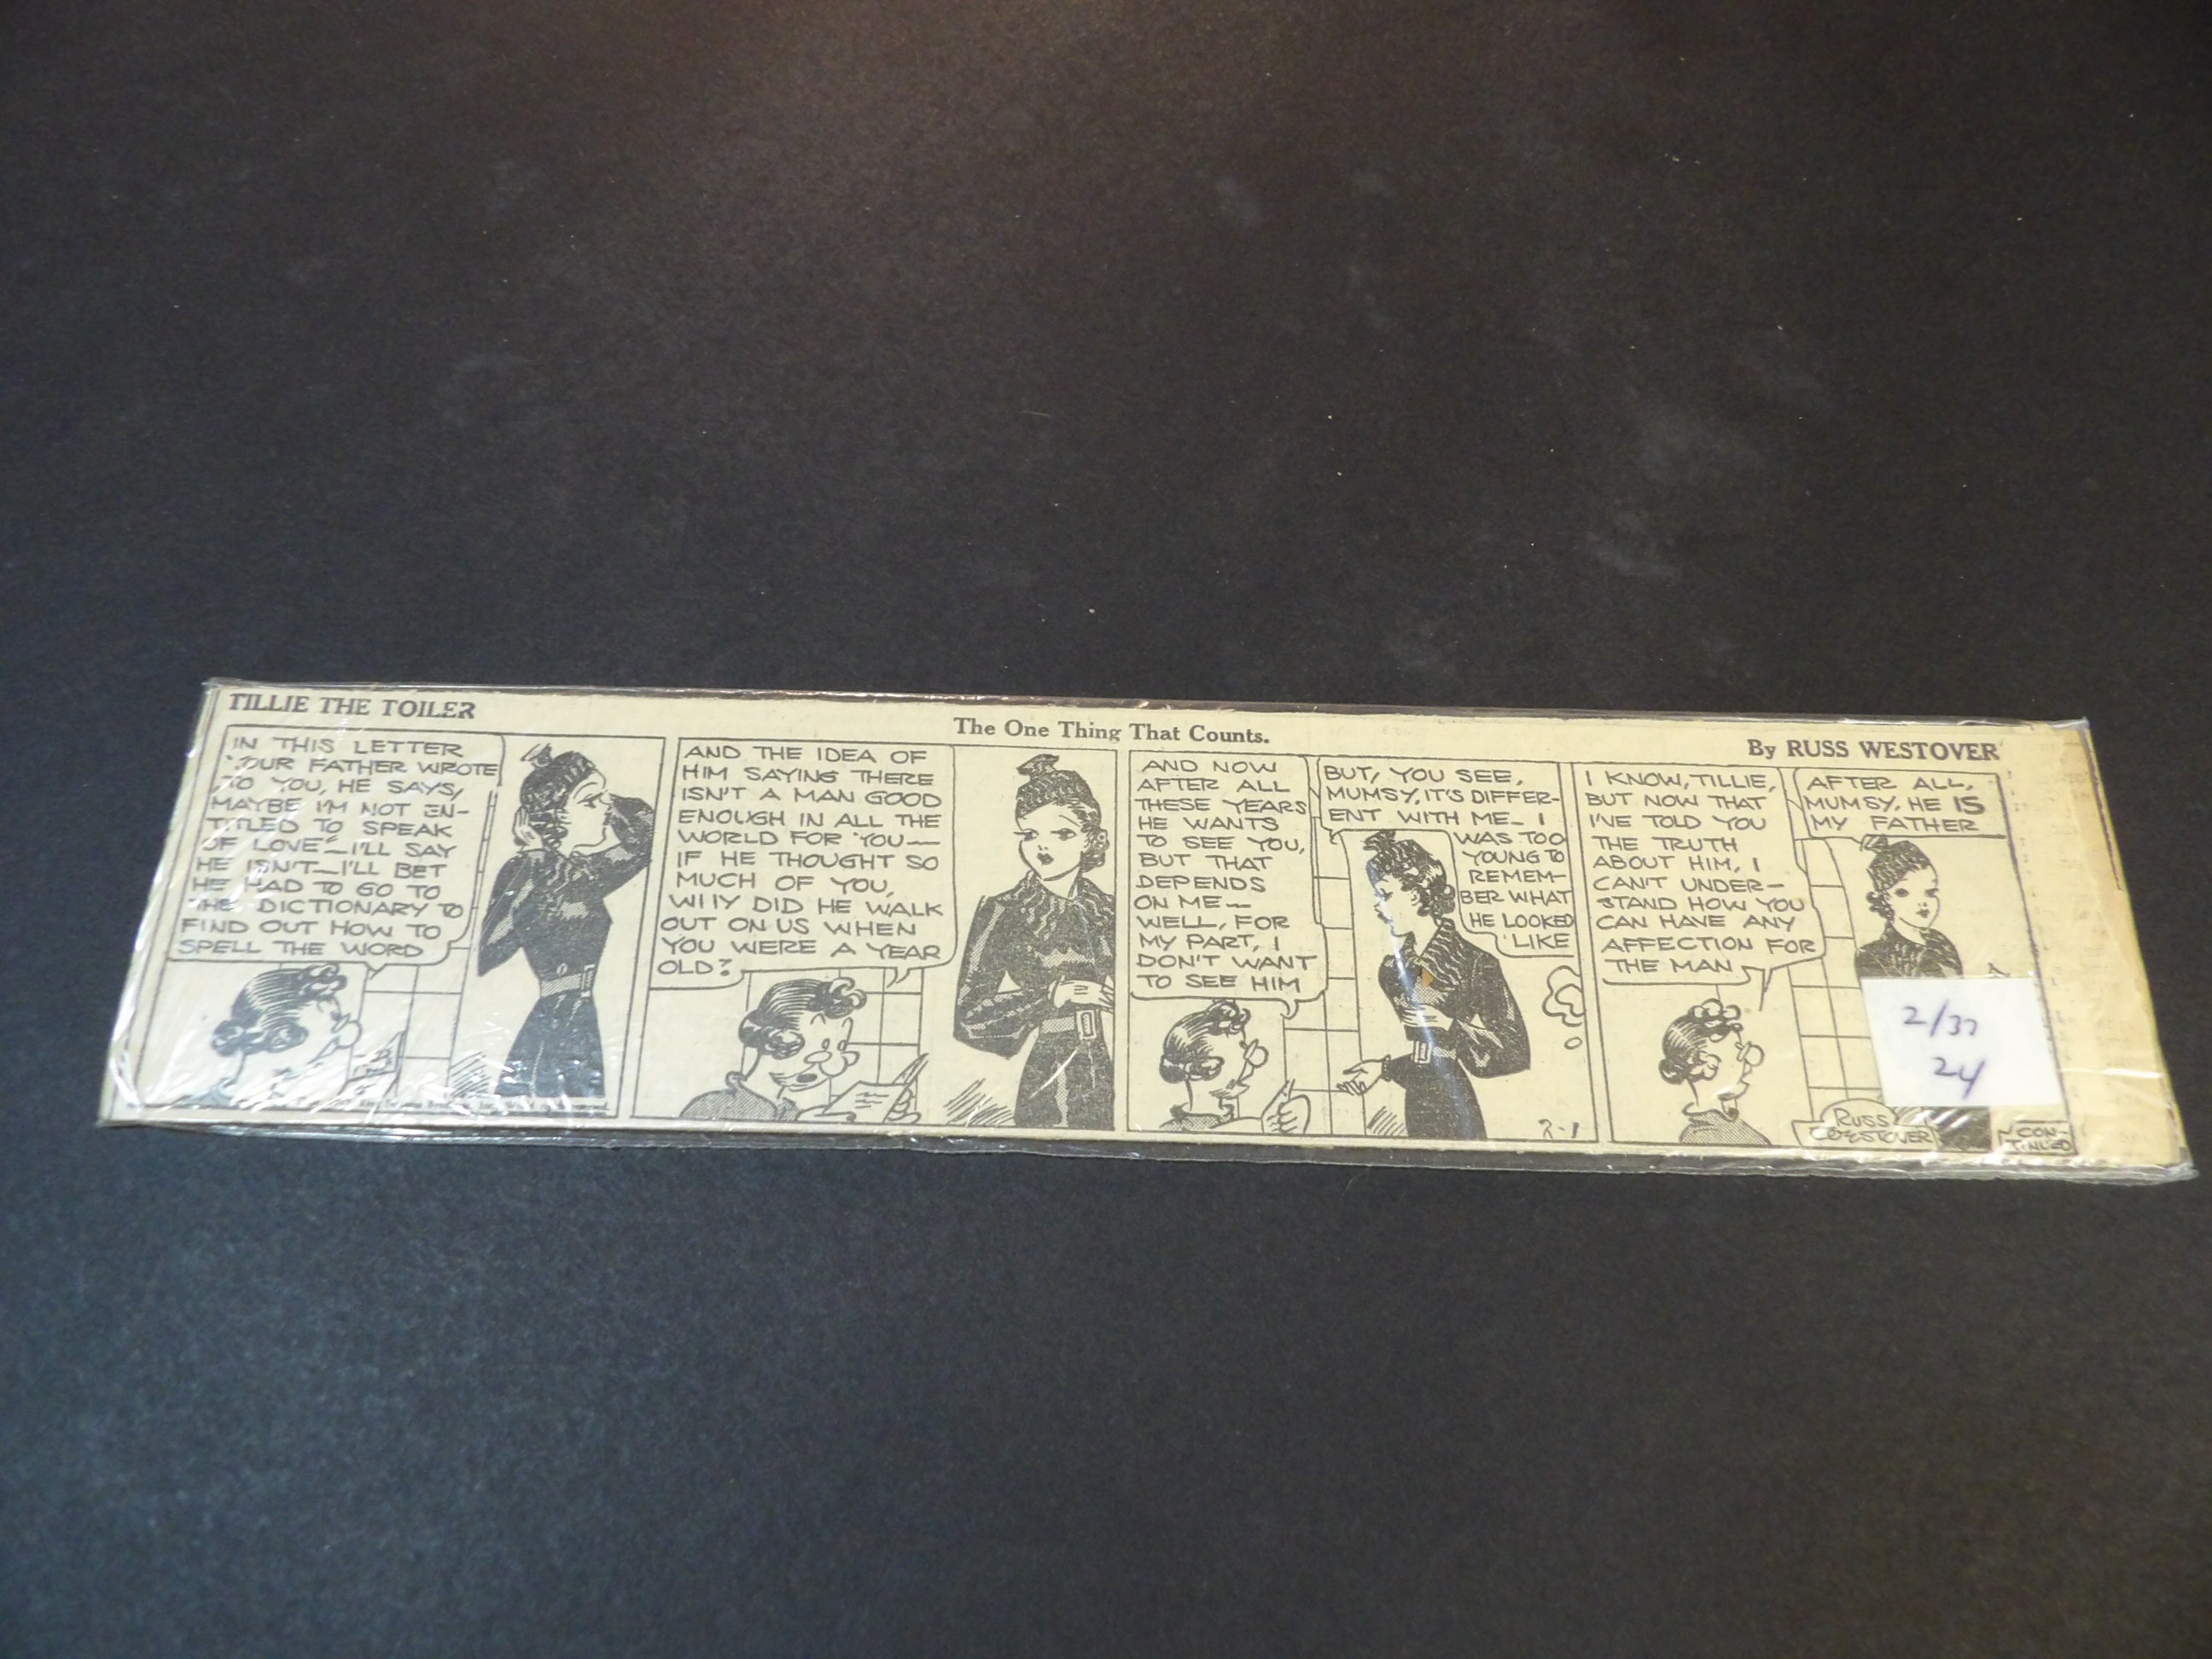 TILLIE THE TOILER
The One Thing That Counts.
By RUSS WESTOVER
IN THIS LETTER
YOUR FATHER WROTE
TO YOU, HE SAYS,
MAYBE I'M NOT EN-
TITLED TO SPEAK
OF LOVE"— I'LL SAY
HE ISN'T— I'LL BET
HE HAD TO GO TO
THE DICTIONARY TO
FIND OUT HOW TO
SPELL THE WORD
AND THE IDEA OF
HIM SAYING THERE
ISN'T A MAN GOOD
ENOUGH IN ALL THE
WORLD FOR YOU—
IF HE THOUGHT SO
MUCH OF YOU,
WHY DID HE WALK
OUT ON US WHEN
YOU WERE A YEAR
OLD?
AND NOW
AFTER ALL
THESE YEARS
HE WANTS
TO SEE YOU,
BUT THAT
DEPENDS
ON ME—
WELL, FOR
MY PART, I
DON'T WANT
TO SEE HIM
BUT, YOU SEE,
MUMSY, IT'S DIFFER-
ENT WITH ME— I
WAS TOO
YOUNG TO
REMEM-
BER WHAT
HE LOOKED
LIKE
2-1
I KNOW, TILLIE,
BUT NOW THAT
I'VE TOLD YOU
THE TRUTH
ABOUT HIM, I
CAN'T UNDER-
STAND HOW YOU
CAN HAVE ANY
AFFECTION FOR
THE MAN
AFTER ALL,
MUMSY, HE IS
MY FATHER
2/37
24
RUSS
WESTOVER
CON-
TINUED